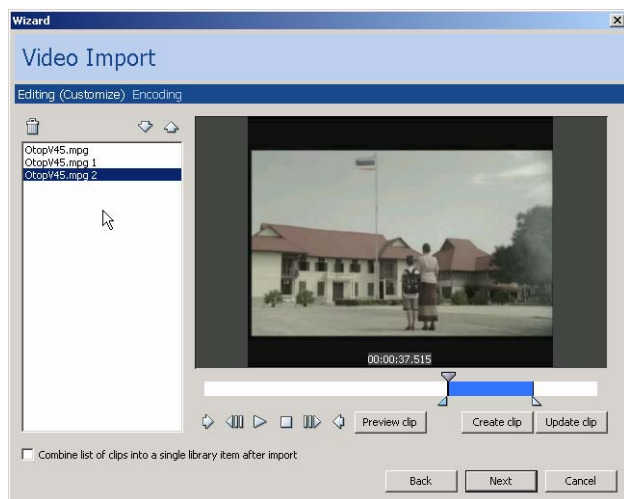 Wizard
Video Import
Editing (Customize) Encoding
OtopV45.mpg
OtopV45.mpg 1
OtopV45.mpg 2
00:00:37.515
Preview clip Create clip Update clip
Combine list of clips into a single library item after import
Back Next Cancel